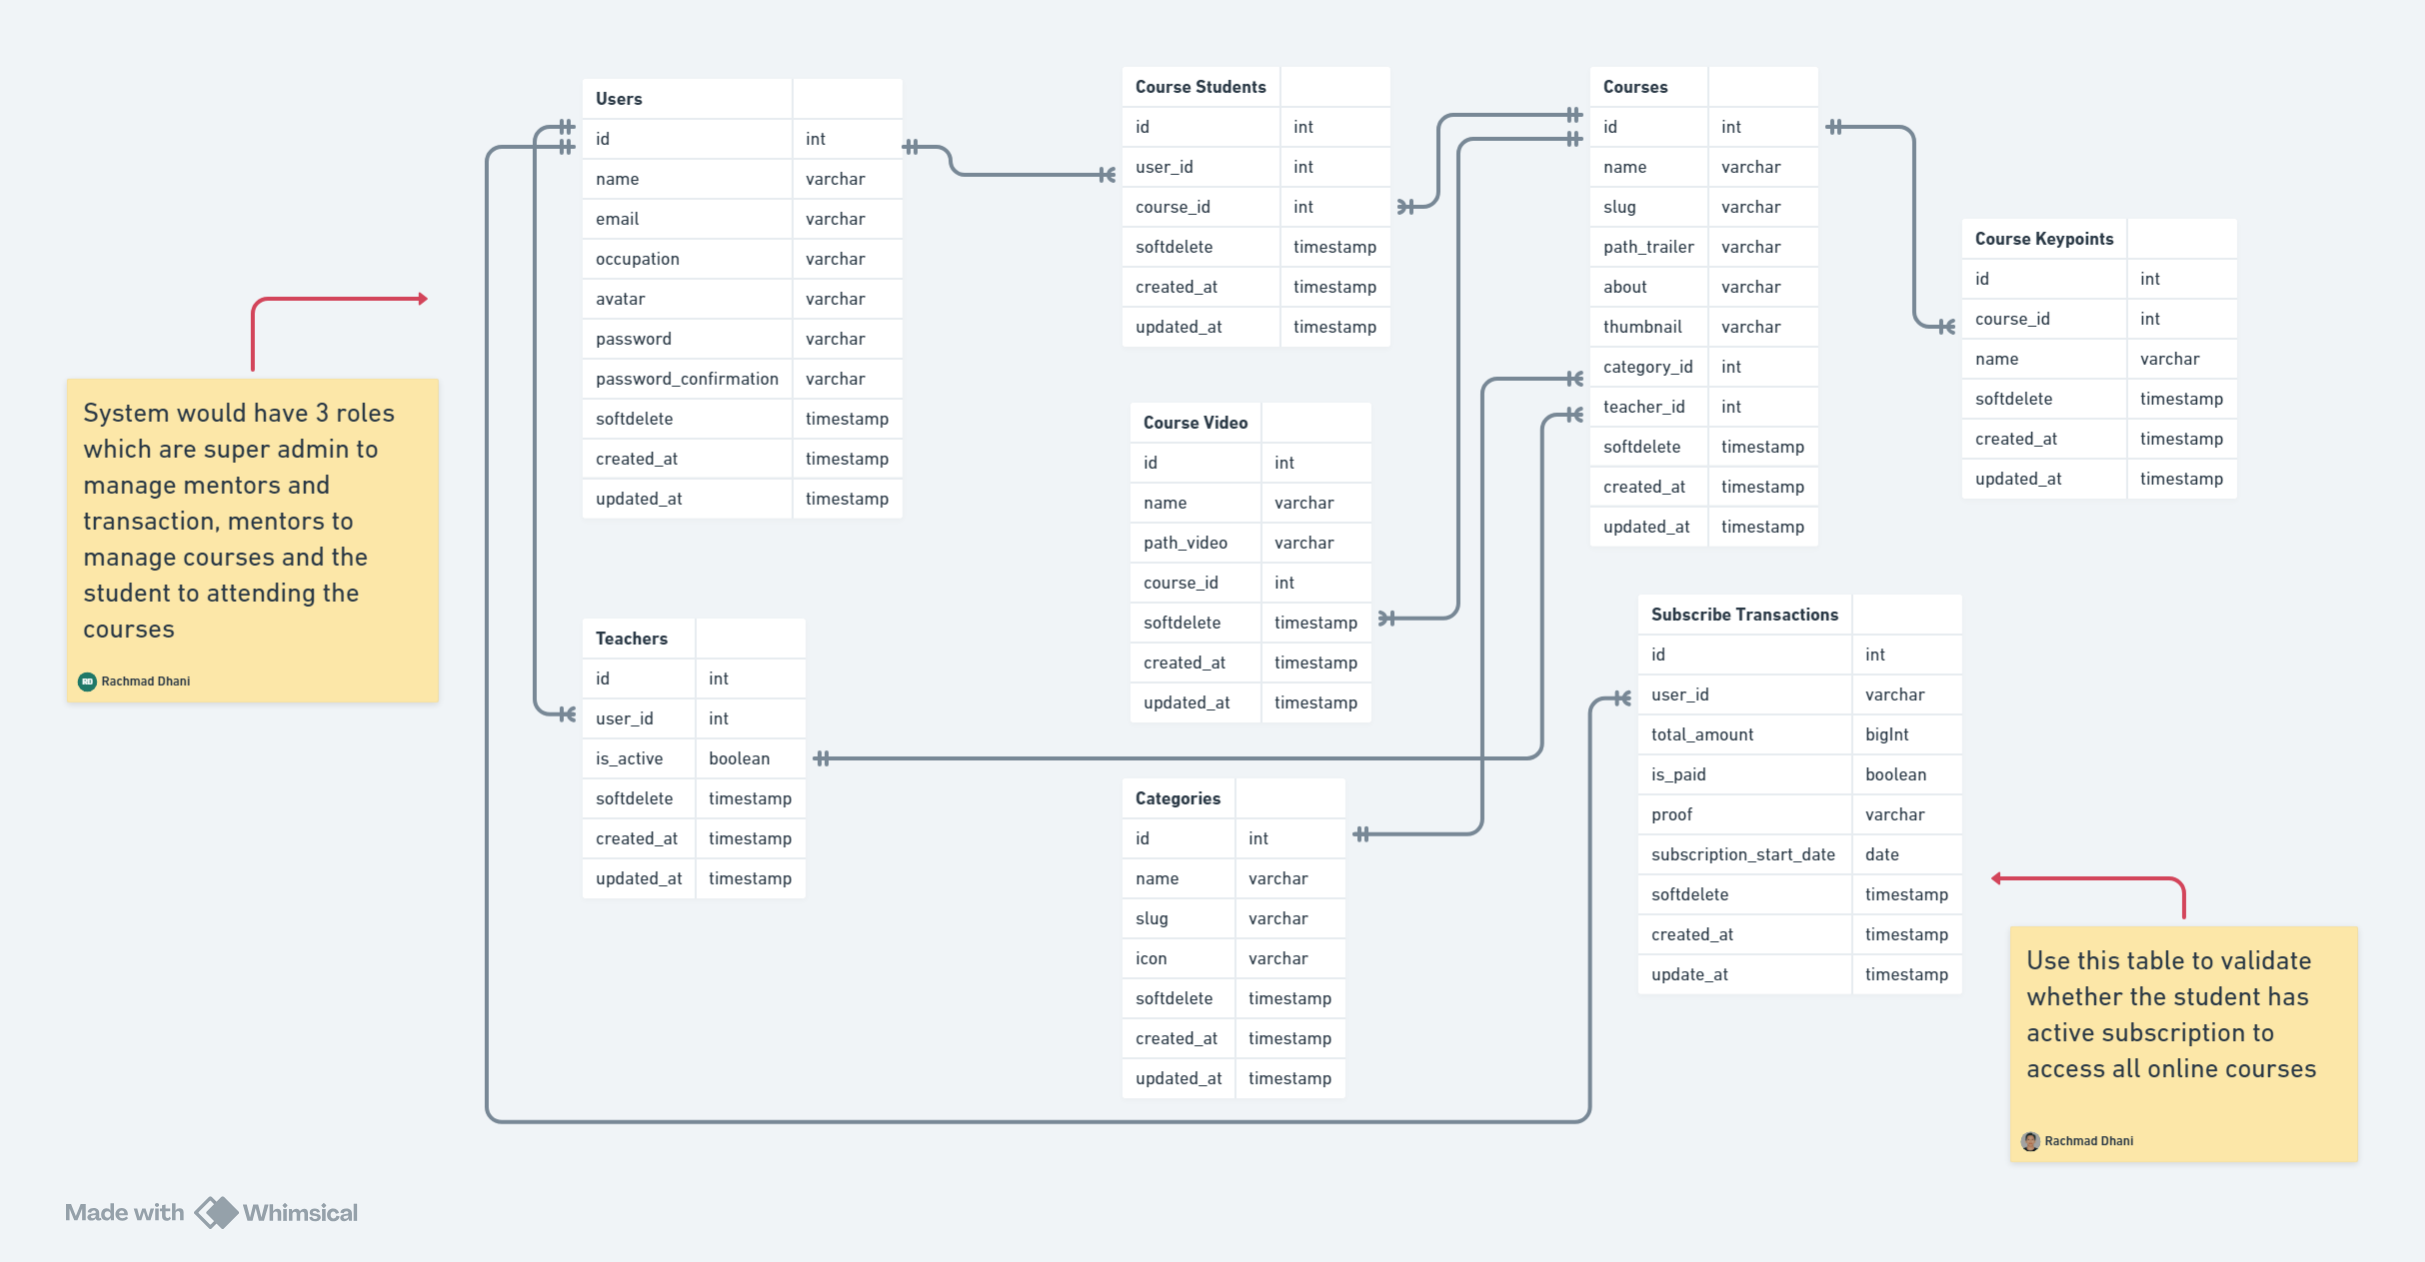 Users
id int
name varchar
email varchar
occupation varchar
avatar varchar
password varchar
password_confirmation varchar
softdelete timestamp
created_at timestamp
updated_at timestamp
Course Students
id int
user_id int
course_id int
softdelete timestamp
created_at timestamp
updated_at timestamp
Courses
id int
name varchar
slug varchar
path_trailer varchar
about varchar
thumbnail varchar
category_id int
teacher_id int
softdelete timestamp
created_at timestamp
updated_at timestamp
Course Keypoints
id int
course_id int
name varchar
softdelete timestamp
created_at timestamp
updated_at timestamp
System would have 3 roles
which are super admin to
manage mentors and
transaction, mentors to
manage courses and the
student to attending the
courses
RD Rachmad Dhani
Course Video
id int
name varchar
path_video varchar
course_id int
softdelete timestamp
created_at timestamp
updated_at timestamp
Teachers
id int
user_id int
is_active boolean
softdelete timestamp
created_at timestamp
updated_at timestamp
Subscribe Transactions
id int
user_id varchar
total_amount bigInt
is_paid boolean
proof varchar
subscription_start_date date
softdelete timestamp
created_at timestamp
update_at timestamp
Categories
id int
name varchar
slug varchar
icon varchar
softdelete timestamp
created_at timestamp
updated_at timestamp
Use this table to validate
whether the student has
active subscription to
access all online courses
Rachmad Dhani
Made with Whimsical